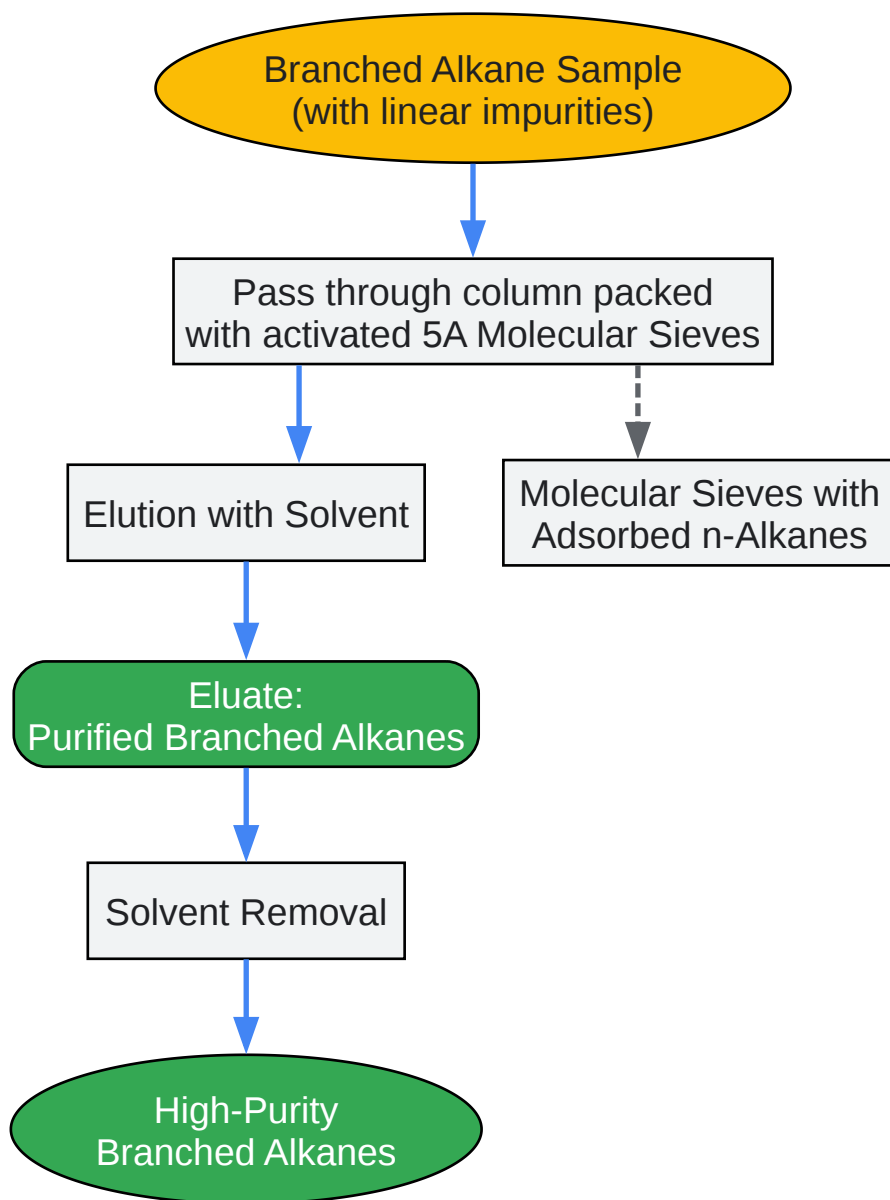 Branched Alkane Sample
(with linear impurities)
Pass through column packed
with activated 5A Molecular Sieves
Elution with Solvent
Molecular Sieves with
Adsorbed n-Alkanes
Eluate:
Purified Branched Alkanes
Solvent Removal
High-Purity
Branched Alkanes